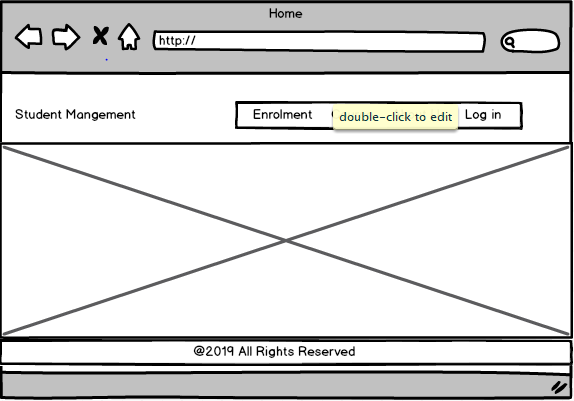 Home
http://
Student Mangement
Enrolment double-click to edit Log in
@2019 All Rights Reserved